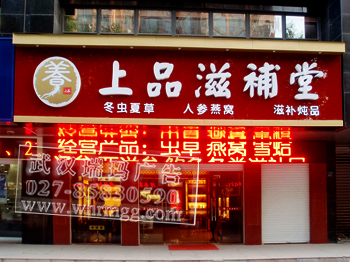 養
上品滋補堂
冬虫夏草 人参燕窝 滋补炖品
经营产品：虫草 燕窝 雪蛤
武汉瑞玛广告
027-85830590
www.whrmgg.com